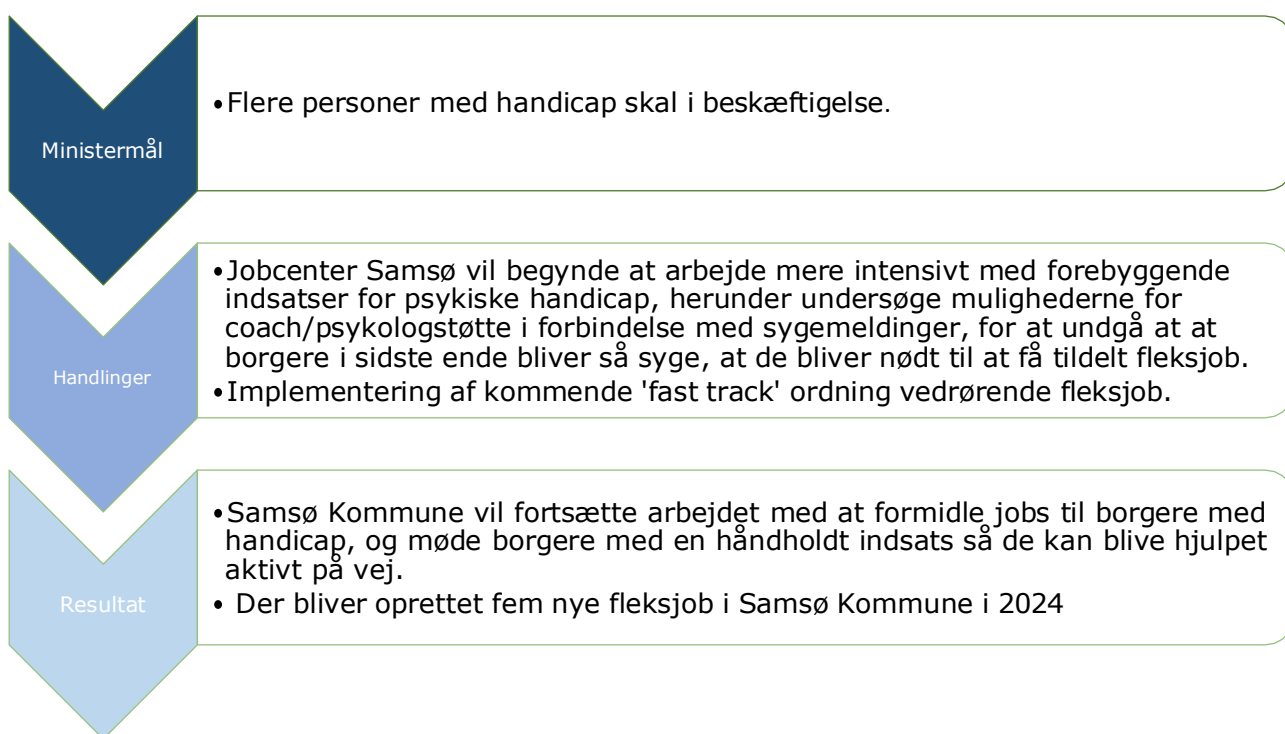 Ministermål
•Flere personer med handicap skal i beskæftigelse.
Handlinger
•Jobcenter Samsø vil begynde at arbejde mere intensivt med forebyggende
indsatser for psykiske handicap, herunder undersøge mulighederne for
coach/psykologstøtte i forbindelse med sygemeldinger, for at undgå at at
borgere i sidste ende bliver så syge, at de bliver nødt til at få tildelt fleksjob.
•Implementering af kommende 'fast track' ordning vedrørende fleksjob.
Resultat
•Samsø Kommune vil fortsætte arbejdet med at formidle jobs til borgere med
handicap, og møde borgere med en håndholdt indsats så de kan blive hjulpet
aktivt på vej.
• Der bliver oprettet fem nye fleksjob i Samsø Kommune i 2024